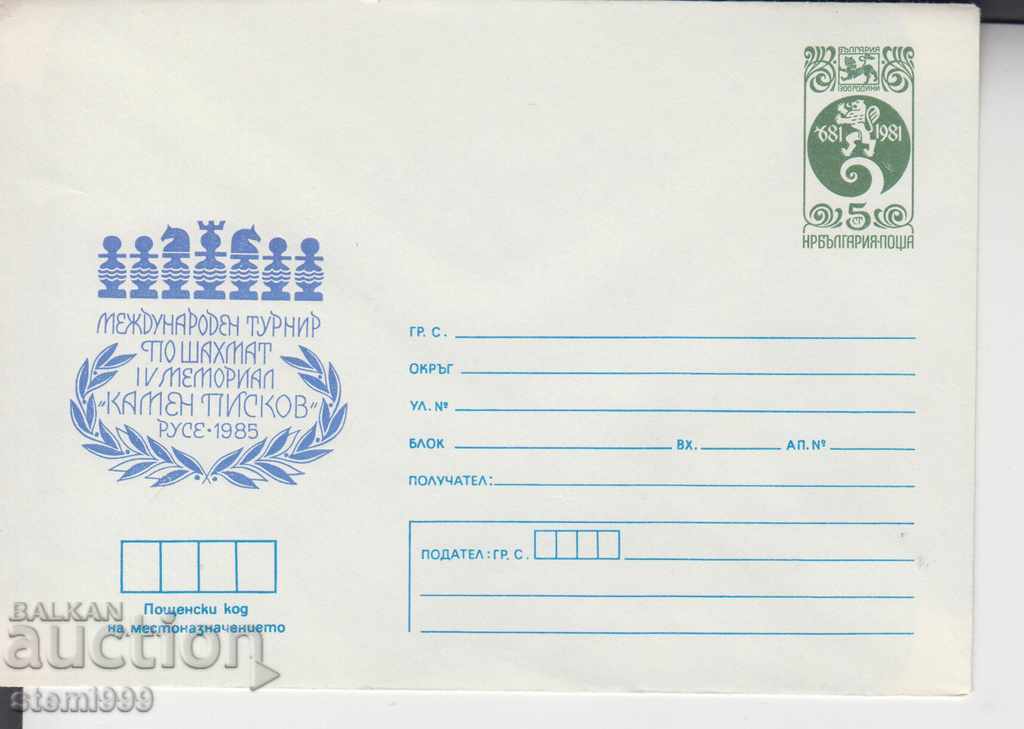 БЪЛГАРИЯ
1300 ГОДИНИ
681 1981
5 СТ
НРБЪЛГАРИЯ·ПОЩА
МЕЖДУНАРОДЕН ТУРНИР
ПО ШАХМАТ
IV МЕМОРИАЛ
"КАМЕН ПИСКОВ"
РУСЕ·1985
ГР. С.
ОКРЪГ
УЛ. №
БЛОК ВХ. АП. №
ПОЛУЧАТЕЛ:
ПОДАТЕЛ: ГР. С.
Пощенски код
на местоназначението
BALKAN
auction
stemi999